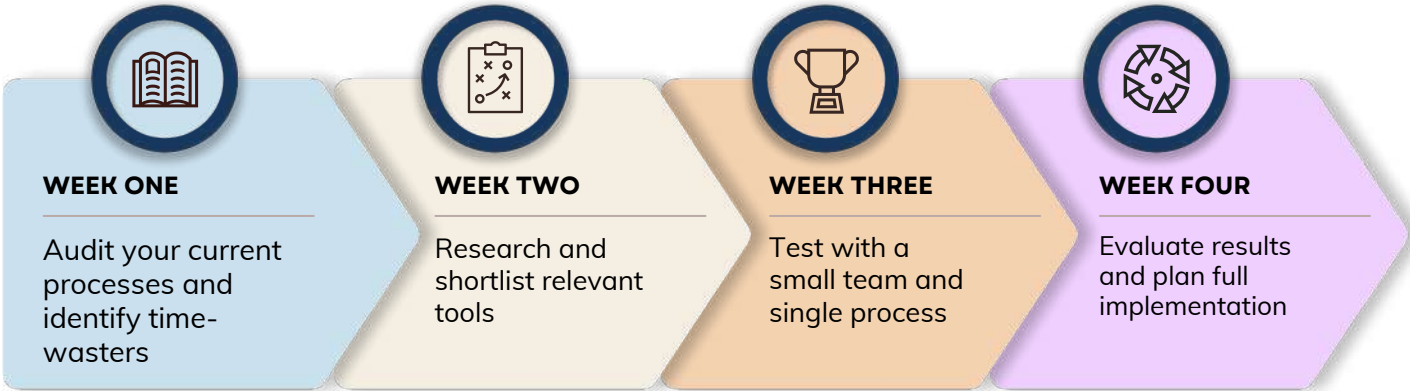 WEEK ONE
Audit your current
processes and
identify time-
wasters
WEEK TWO
Research and
shortlist relevant
tools
WEEK THREE
Test with a
small team and
single process
WEEK FOUR
Evaluate results
and plan full
implementation